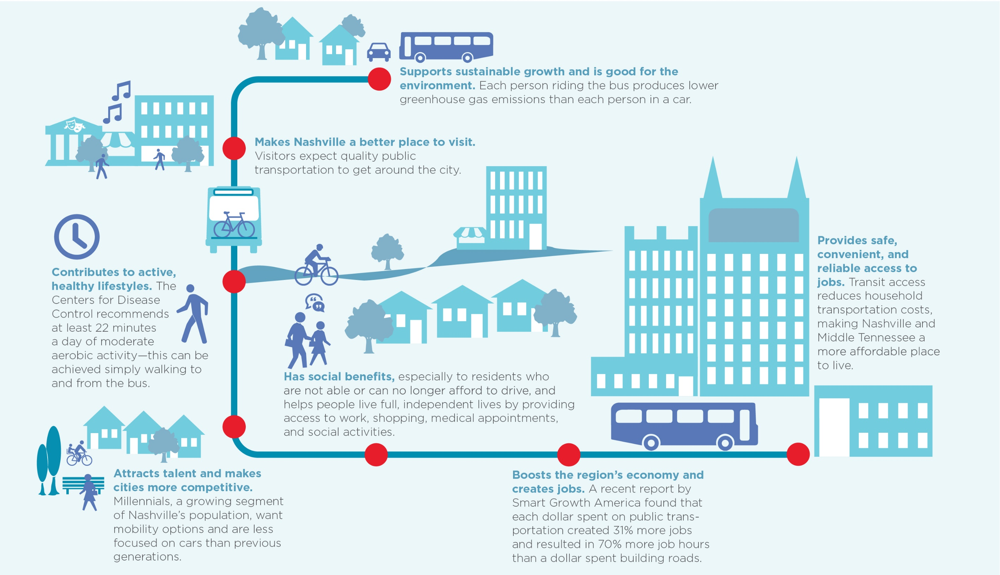 Supports sustainable growth and is good for the
environment. Each person riding the bus produces lower
greenhouse gas emissions than each person in a car.
Makes Nashville a better place to visit.
Visitors expect quality public
transportation to get around the city.
Contributes to active,
healthy lifestyles. The
Centers for Disease
Control recommends
at least 22 minutes
a day of moderate
aerobic activity—this can be
achieved simply walking to
and from the bus.
Attracts talent and makes
cities more competitive.
Millennials, a growing segment
of Nashville’s population, want
mobility options and are less
focused on cars than previous
generations.
Has social benefits, especially to residents who
are not able or can no longer afford to drive, and
helps people live full, independent lives by providing
access to work, shopping, medical appointments,
and social activities.
Boosts the region’s economy and
creates jobs. A recent report by
Smart Growth America found that
each dollar spent on public trans-
portation created 31% more jobs
and resulted in 70% more job hours
than a dollar spent building roads.
Provides safe,
convenient, and
reliable access to
jobs. Transit access
reduces household
transportation costs,
making Nashville and
Middle Tennessee a
more affordable place
to live.